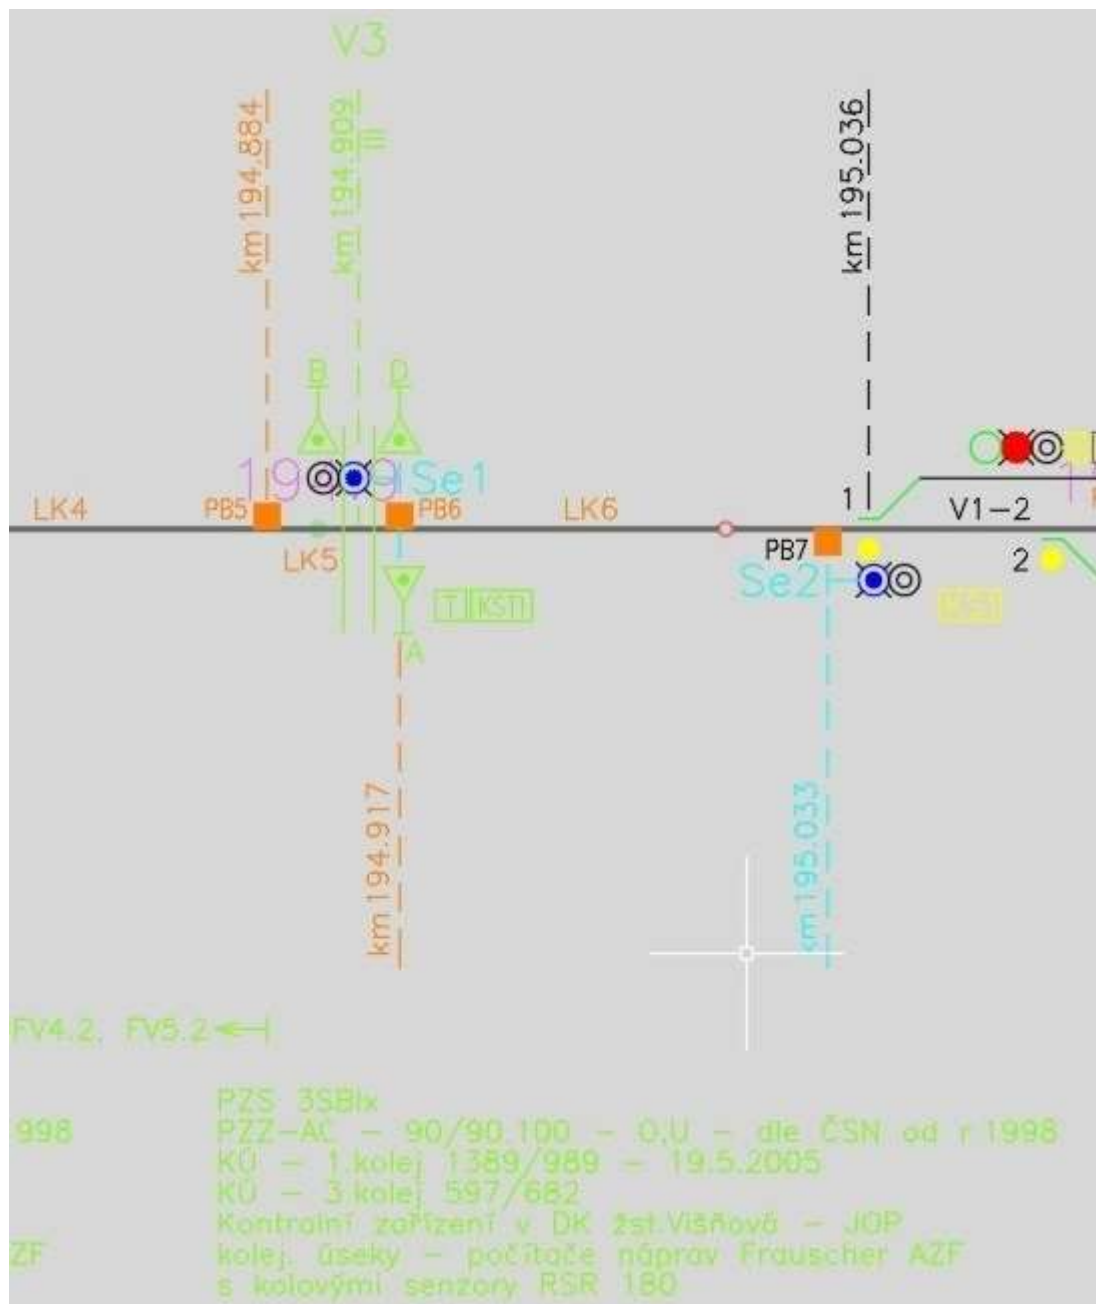 V3
km 194.884
km 194.909
km 195.036
B
D
Se1
1
LK4
PB5
PB6
LK6
V1-2
LK5
PB7
2
Se2
T
A
km 194.917
km 195.033
FV4.2, FV5.2
PZS 3SBIx
998
PZZ-AC - 90/90.100 - O,U - dle ČSN od r 1998
KÚ - 1.kolej 1389/989 - 19.5.2005
KÚ - 3.kolej 597/682
Kontrolní zařízení v DK žst.Višňová - JOP
ZF
kolej. úseky - počítače náprav Frauscher AZF
s kolovými senzory RSR 180